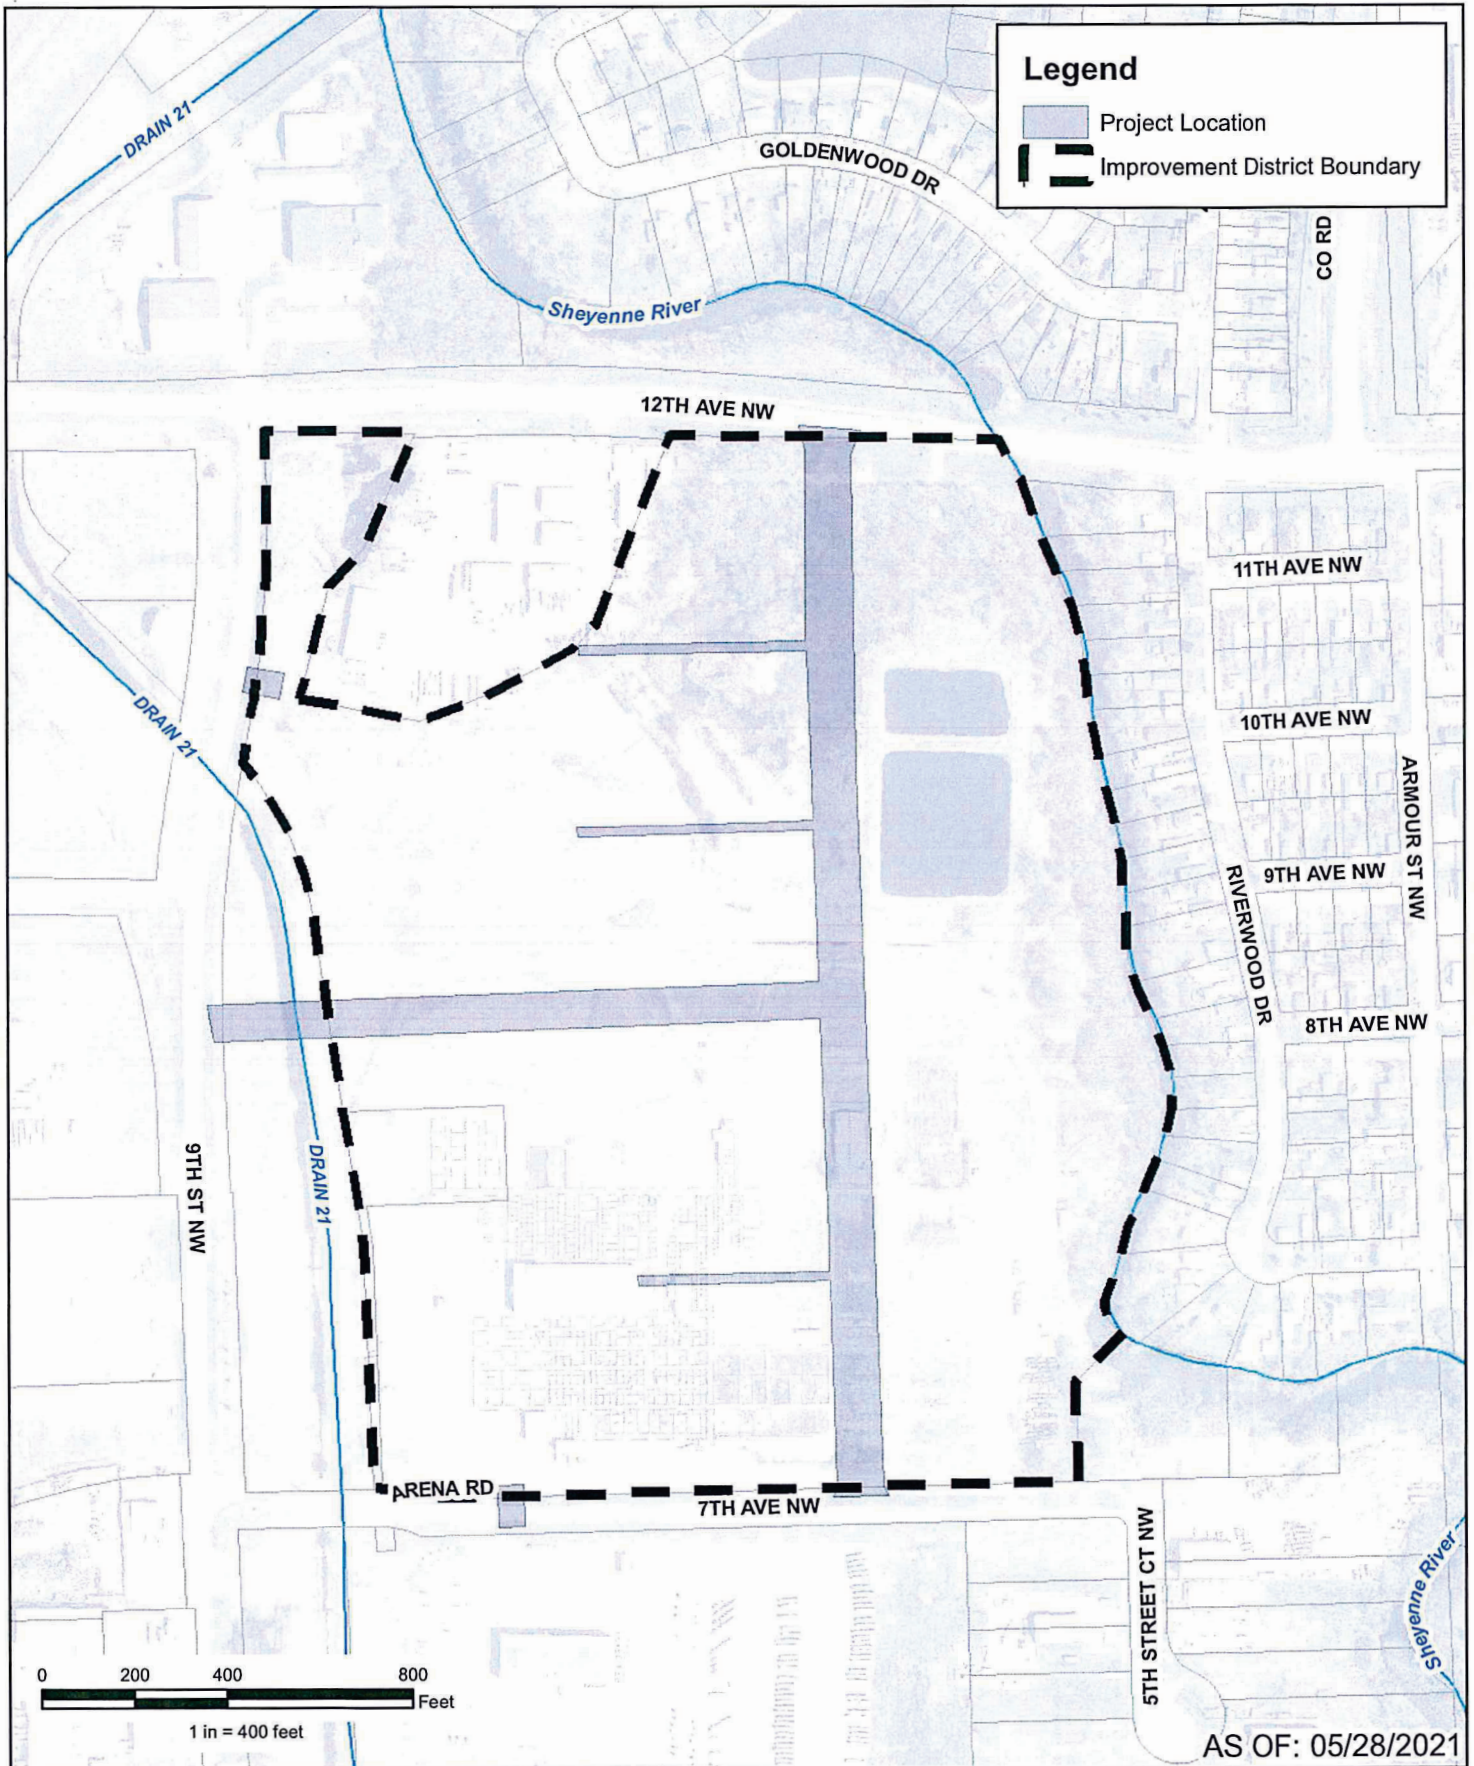 Legend
Project Location
Improvement District Boundary
DRAIN 21
GOLDENWOOD DR
CO RD
Sheyenne River
12TH AVE NW
11TH AVE NW
DRAIN 21
10TH AVE NW
ARMOUR ST NW
9TH AVE NW
RIVERWOOD DR
8TH AVE NW
9TH ST NW
DRAIN 21
ARENA RD
7TH AVE NW
5TH STREET CT NW
Sheyenne River
0 200 400 800
Feet
1 in = 400 feet
AS OF: 05/28/2021